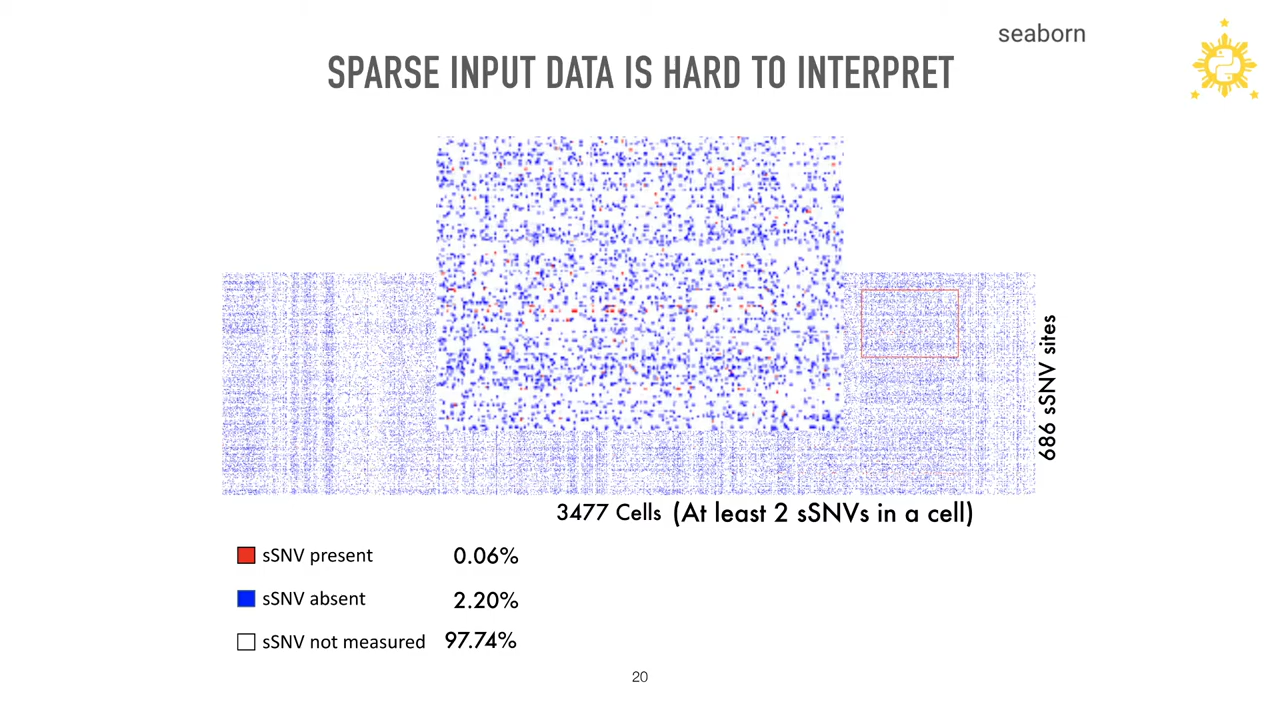 seaborn
SPARSE INPUT DATA IS HARD TO INTERPRET
686 sSNV sites
3477 Cells (At least 2 sSNVs in a cell)
sSNV present 0.06%
sSNV absent 2.20%
sSNV not measured 97.74%
20